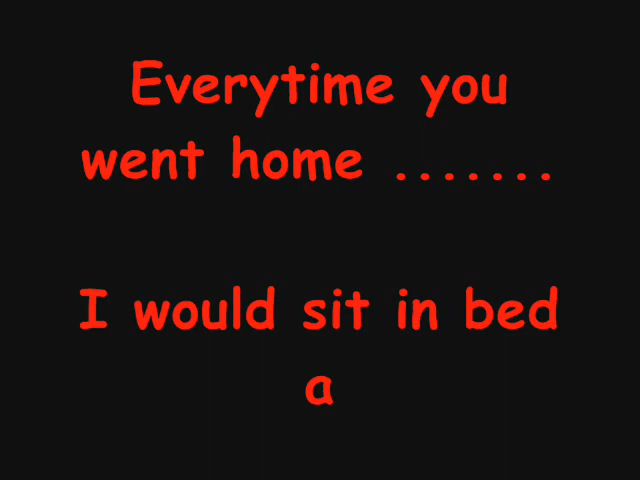 Everytime you
went home .......
I would sit in bed
a